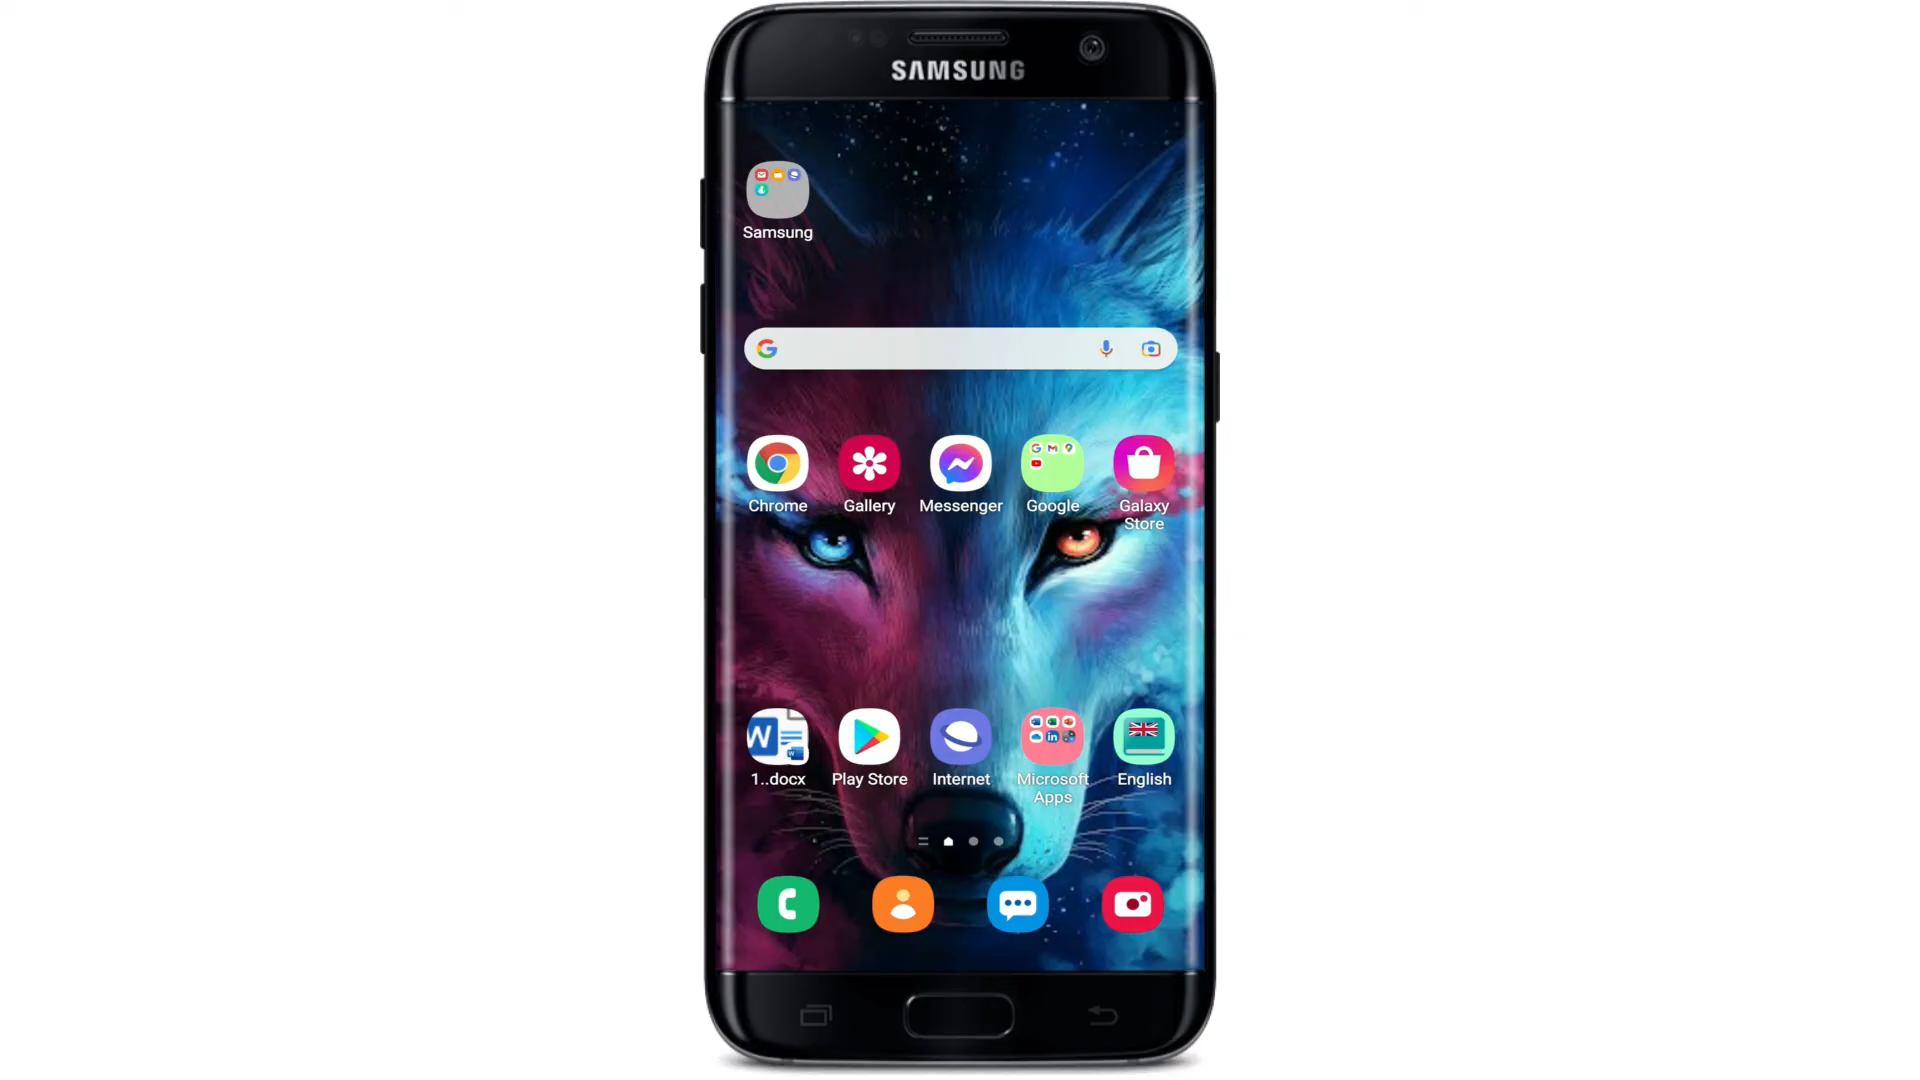 SAMSUNG
Samsung
Chrome
Gallery
Messenger
Google
Galaxy
Store
1..docx
Play Store
Internet
Microsoft
Apps
English